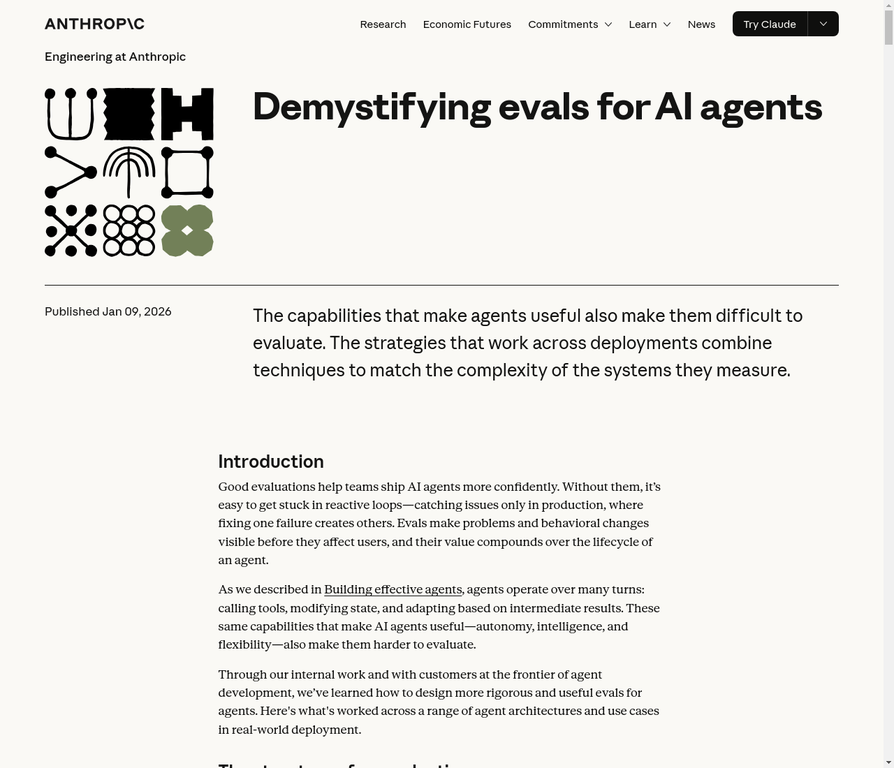 ANTHROP\C
Research
Economic Futures
Commitments
Learn
News
Try Claude
Engineering at Anthropic
Demystifying evals for AI agents
Published Jan 09, 2026
The capabilities that make agents useful also make them difficult to
evaluate. The strategies that work across deployments combine
techniques to match the complexity of the systems they measure.
Introduction
Good evaluations help teams ship AI agents more confidently. Without them, it’s
easy to get stuck in reactive loops—catching issues only in production, where
fixing one failure creates others. Evals make problems and behavioral changes
visible before they affect users, and their value compounds over the lifecycle of
an agent.
As we described in Building effective agents, agents operate over many turns:
calling tools, modifying state, and adapting based on intermediate results. These
same capabilities that make AI agents useful—autonomy, intelligence, and
flexibility—also make them harder to evaluate.
Through our internal work and with customers at the frontier of agent
development, we’ve learned how to design more rigorous and useful evals for
agents. Here's what's worked across a range of agent architectures and use cases
in real-world deployment.